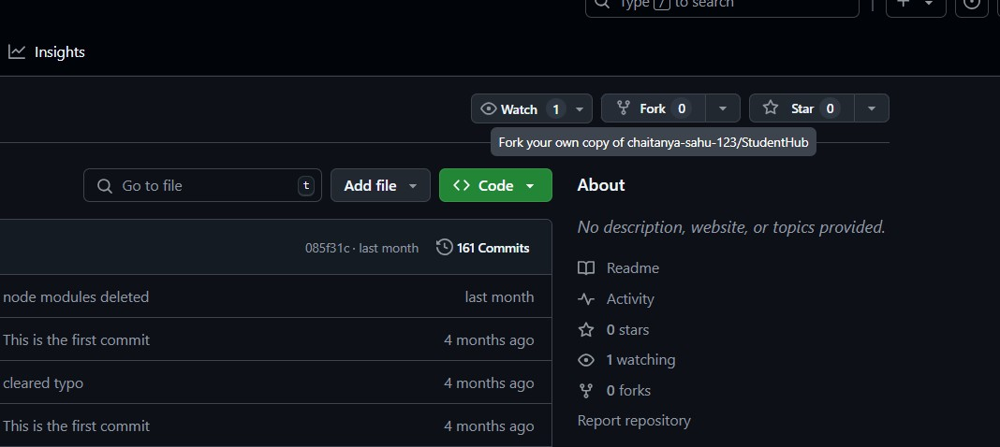 Type / to search
Insights
Watch 1
Fork 0
Star 0
Fork your own copy of chaitanya-sahu-123/StudentHub
Go to file t
Add file
Code
About
No description, website, or topics provided.
085f31c · last month 161 Commits
Readme
node modules deleted last month
Activity
This is the first commit 4 months ago
0 stars
1 watching
cleared typo 4 months ago
0 forks
This is the first commit 4 months ago
Report repository